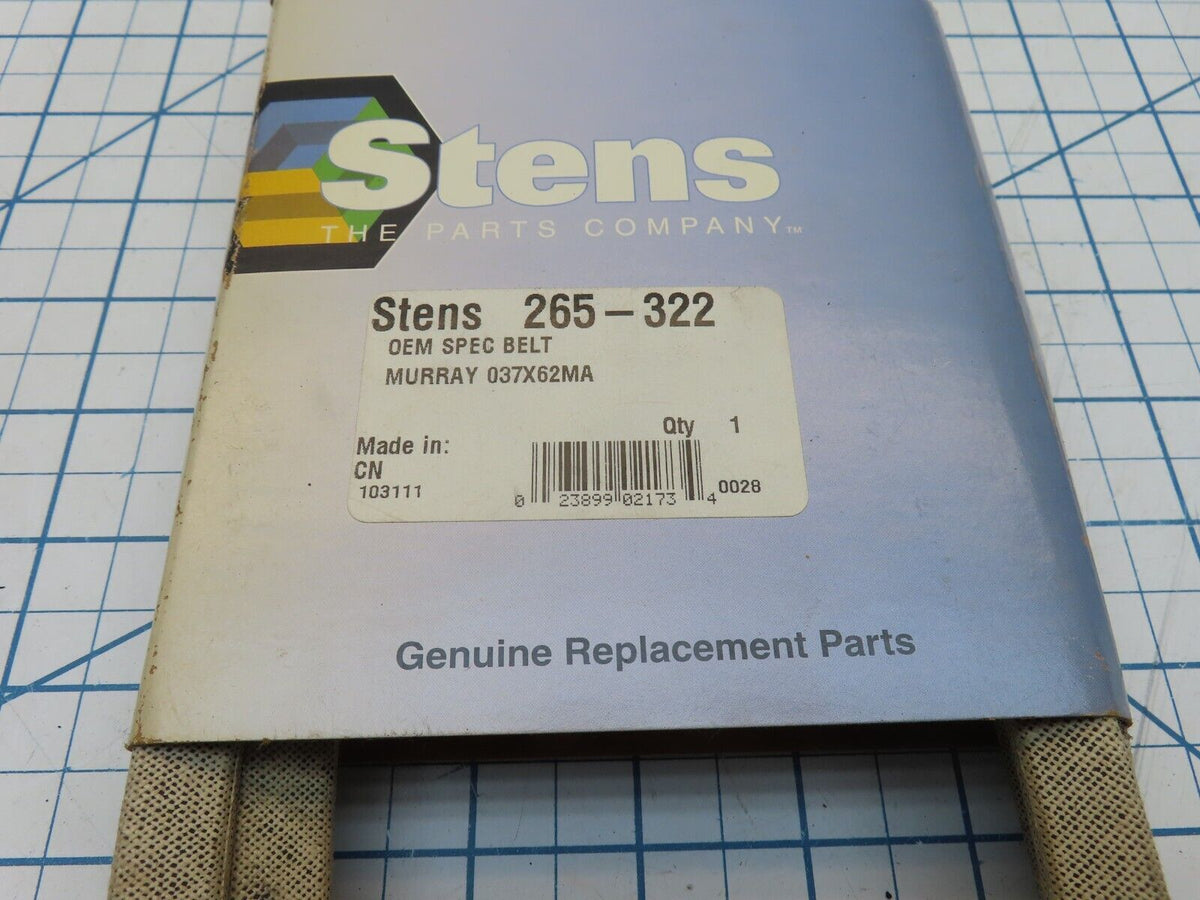 Stens
THE PARTS COMPANY™
Stens 265-322
OEM SPEC BELT
MURRAY 037X62MA
Qty 1
Made in:
CN
103111
0 23899 02173 4
0028
Genuine Replacement Parts